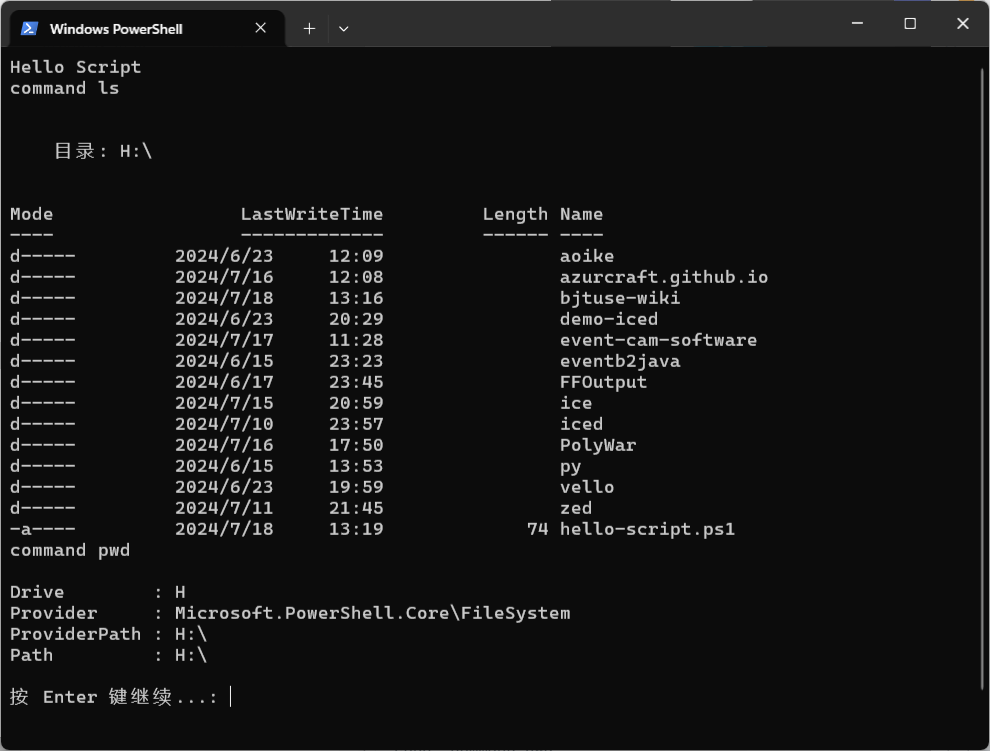 Windows PowerShell
Hello Script
command ls
目录: H:\
Mode                 LastWriteTime         Length Name
----                 -------------         ------ ----
d-----         2024/6/23     12:09                aoike
d-----         2024/7/16     12:08                azurcraft.github.io
d-----         2024/7/18     13:16                bjtuse-wiki
d-----         2024/6/23     20:29                demo-iced
d-----         2024/7/17     11:28                event-cam-software
d-----         2024/6/15     23:23                eventb2java
d-----         2024/6/17     23:45                FFOutput
d-----         2024/7/15     20:59                ice
d-----         2024/7/10     23:57                iced
d-----         2024/7/16     17:50                PolyWar
d-----         2024/6/15     13:53                py
d-----         2024/6/23     19:59                vello
d-----         2024/7/11     21:45                zed
-a----         2024/7/18     13:19             74 hello-script.ps1
command pwd
Drive        : H
Provider     : Microsoft.PowerShell.Core\FileSystem
ProviderPath : H:\
Path         : H:\
按 Enter 键继续...: